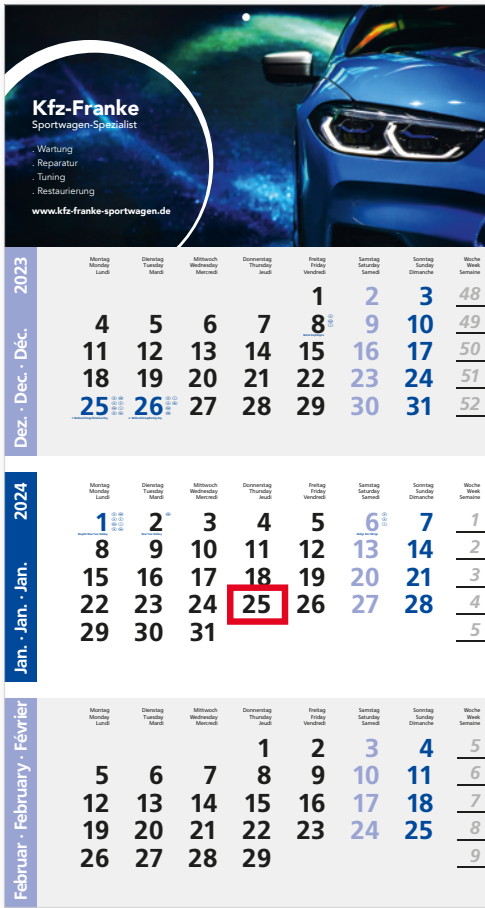 Kfz-Franke
Sportwagen-Spezialist
. Wartung
. Reparatur
. Tuning
. Restaurierung
www.kfz-franke-sportwagen.de
Dez. · Dec. · Déc. 2023
Montag Dienstag Mittwoch Donnerstag Freitag Samstag Sonntag Woche
Monday Tuesday Wednesday Thursday Friday Saturday Sunday Week
Lundi Mardi Mercredi Jeudi Vendredi Samedi Dimanche Semaine
1 2 3 48
4 5 6 7 8 9 10 49
11 12 13 14 15 16 17 50
18 19 20 21 22 23 24 51
25 26 27 28 29 30 31 52
Jan. · Jan. · Jan. 2024
Montag Dienstag Mittwoch Donnerstag Freitag Samstag Sonntag Woche
Monday Tuesday Wednesday Thursday Friday Saturday Sunday Week
Lundi Mardi Mercredi Jeudi Vendredi Samedi Dimanche Semaine
1 2 3 4 5 6 7 1
8 9 10 11 12 13 14 2
15 16 17 18 19 20 21 3
22 23 24 25 26 27 28 4
29 30 31 5
Februar · February · Février
Montag Dienstag Mittwoch Donnerstag Freitag Samstag Sonntag Woche
Monday Tuesday Wednesday Thursday Friday Saturday Sunday Week
Lundi Mardi Mercredi Jeudi Vendredi Samedi Dimanche Semaine
1 2 3 4 5
5 6 7 8 9 10 11 6
12 13 14 15 16 17 18 7
19 20 21 22 23 24 25 8
26 27 28 29 9